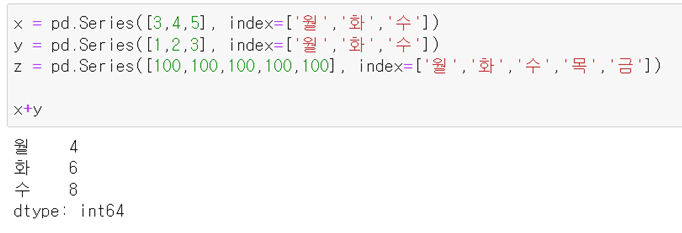 x = pd.Series([3,4,5], index=['월','화','수'])
y = pd.Series([1,2,3], index=['월','화','수'])
z = pd.Series([100,100,100,100,100], index=['월','화','수','목','금'])
x+y
월 4
화 6
수 8
dtype: int64